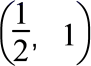 (1/2, 1)